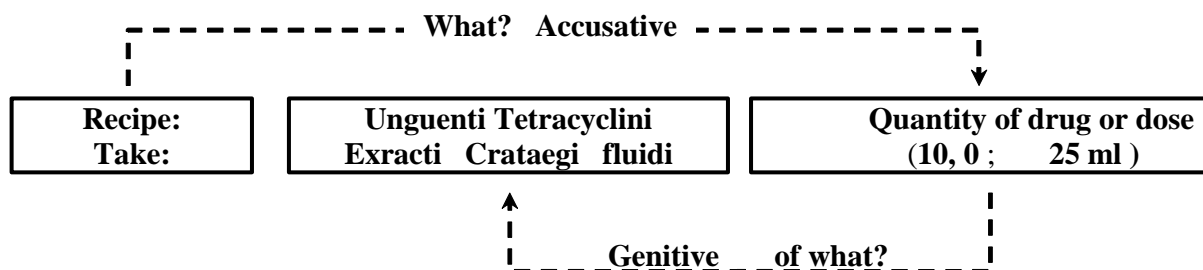 What? Accusative
Recipe:
Take:
Unguenti Tetracyclini
Exracti Crataegi fluidi
Quantity of drug or dose
(10, 0 ; 25 ml )
Genitive of what?